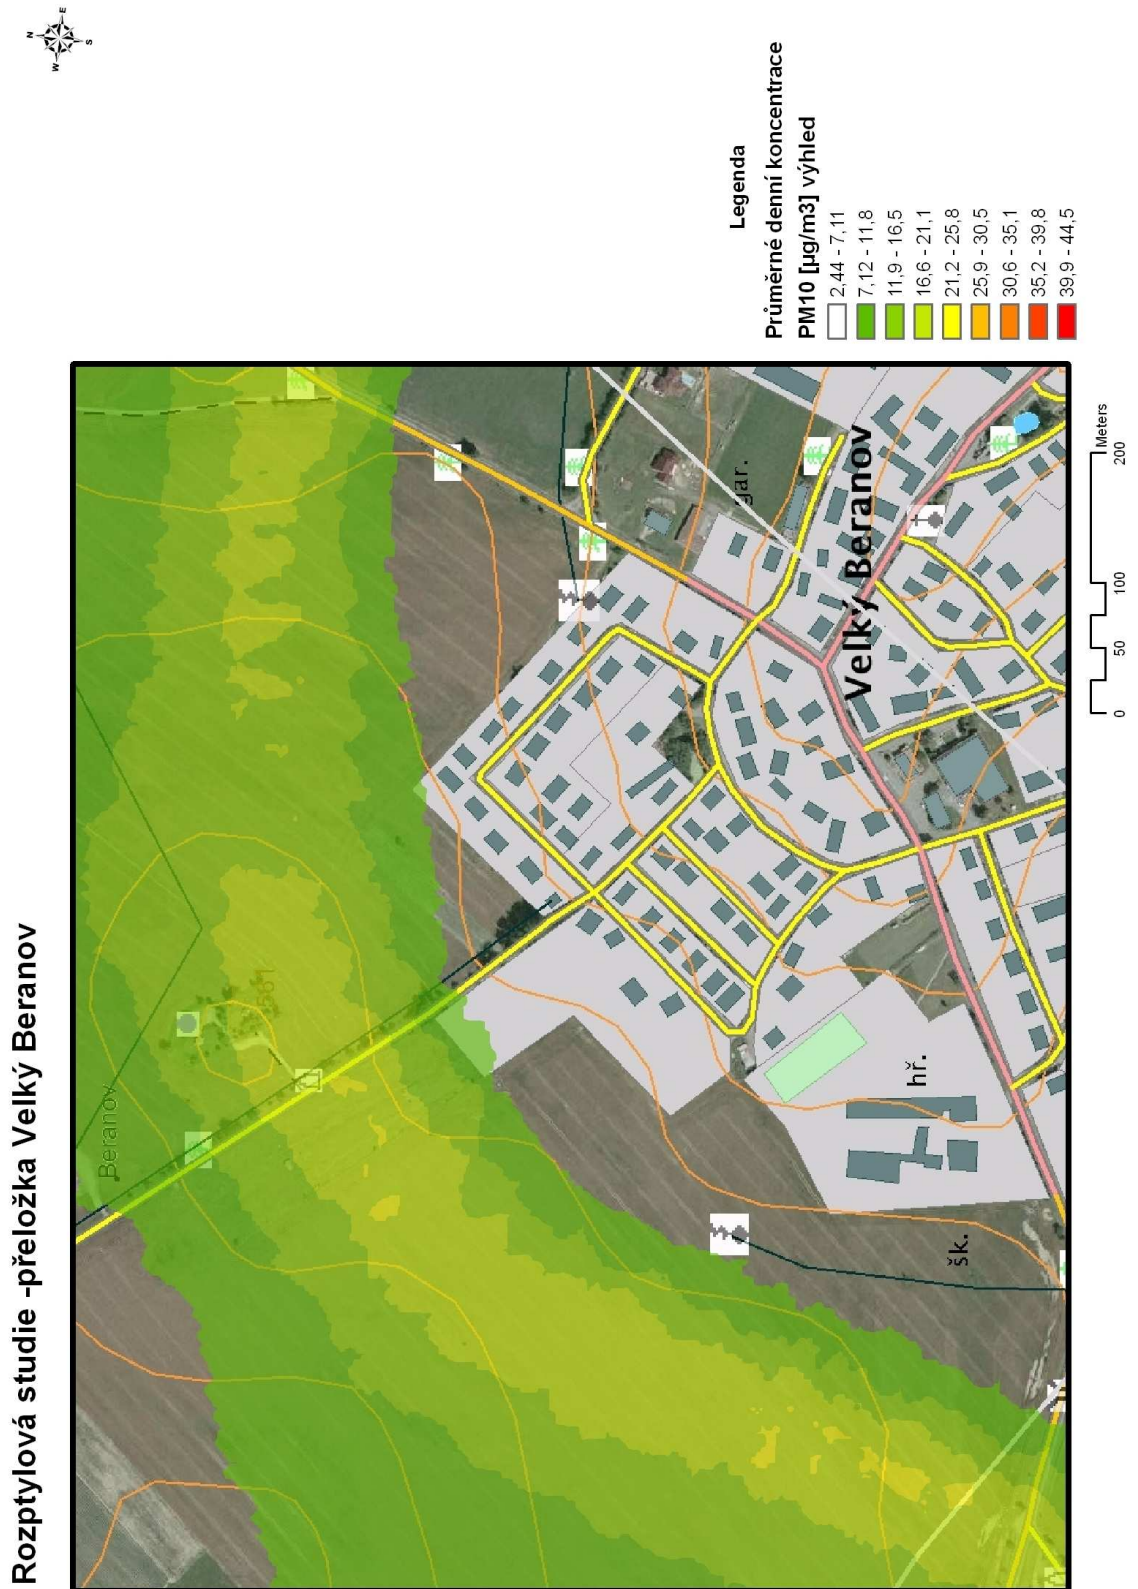 Rozptylová studie -přeložka Velký Beranov
N
E
S
W
Legenda
Průměrné denní koncentrace
PM10 [µg/m3] výhled
2,44 - 7,11
7,12 - 11,8
11,9 - 16,5
16,6 - 21,1
21,2 - 25,8
25,9 - 30,5
30,6 - 35,1
35,2 - 39,8
39,9 - 44,5
Beranov
561
gar.
Velký Beranov
hř.
šk.
0
50
100
200
Meters